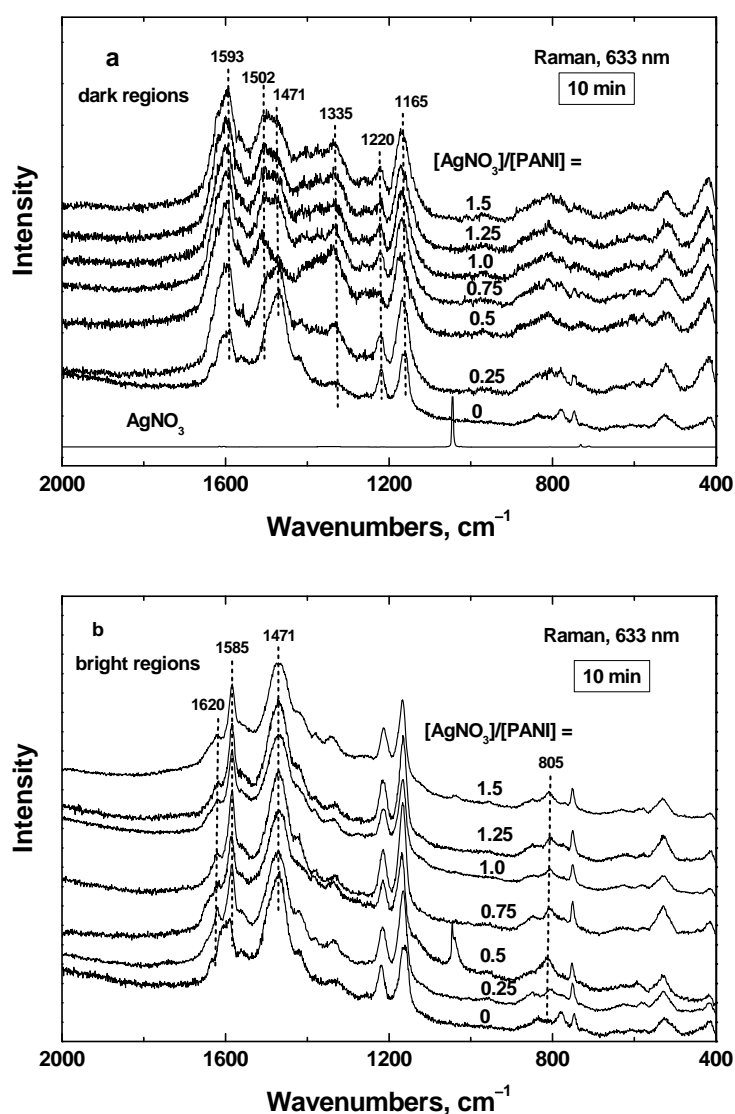 a
dark regions
1593
1502
1471
1335
1220
1165
Raman, 633 nm
10 min
[AgNO3]/[PANI] =
1.5
1.25
1.0
0.75
0.5
0.25
0
AgNO3
Intensity
2000 1600 1200 800 400
Wavenumbers, cm–1
b
bright regions
1620
1585
1471
Raman, 633 nm
10 min
[AgNO3]/[PANI] =
805
1.5
1.25
1.0
0.75
0.5
0.25
0
Intensity
2000 1600 1200 800 400
Wavenumbers, cm–1